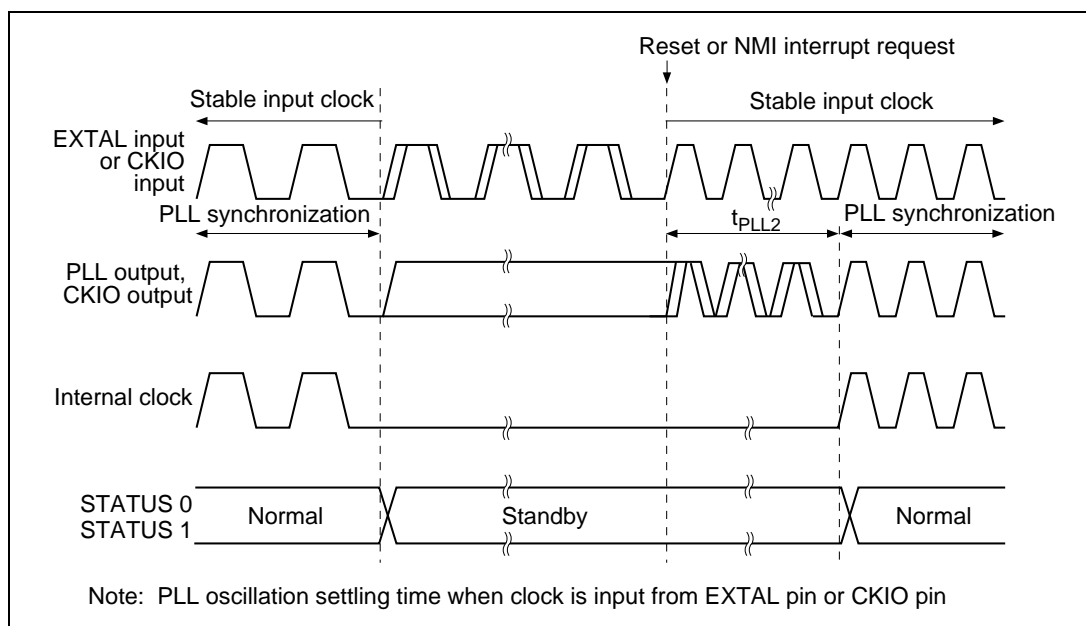 Reset or NMI interrupt request
Stable input clock
Stable input clock
EXTAL input
or CKIO
input
PLL synchronization
tPLL2
PLL synchronization
PLL output,
CKIO output
Internal clock
STATUS 0
STATUS 1
Normal
Standby
Normal
Note: PLL oscillation settling time when clock is input from EXTAL pin or CKIO pin